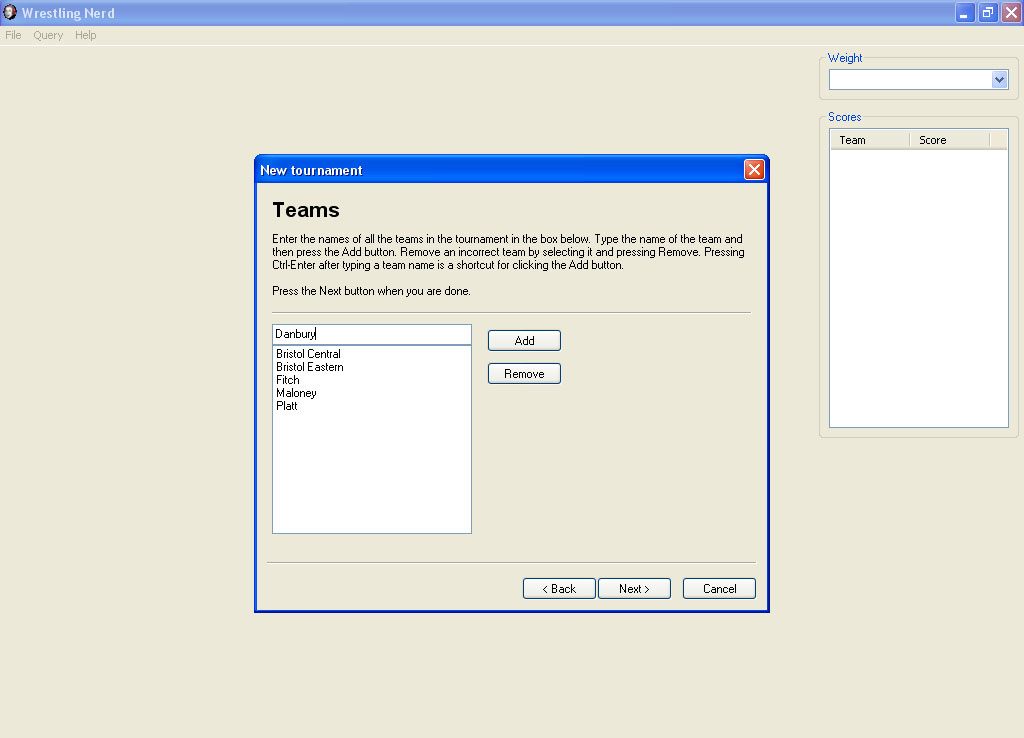 Wrestling Nerd
File Query Help
Weight
Scores
Team Score
New tournament
Teams
Enter the names of all the teams in the tournament in the box below. Type the name of the team and
then press the Add button. Remove an incorrect team by selecting it and pressing Remove. Pressing
Ctrl-Enter after typing a team name is a shortcut for clicking the Add button.
Press the Next button when you are done.
Danbury
Add
Bristol Central
Bristol Eastern
Fitch
Maloney
Platt
Remove
< Back Next > Cancel